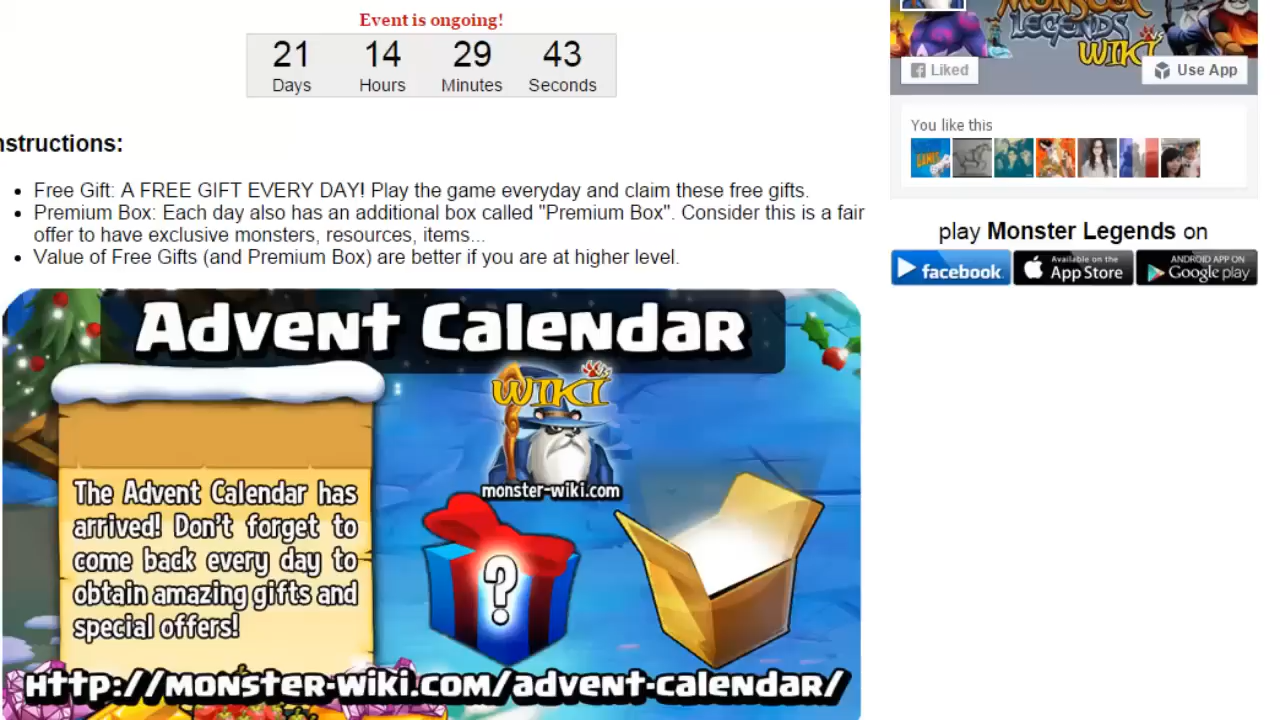 Event is ongoing!
21 14 29 43
Days Hours Minutes Seconds
nstructions:
Free Gift: A FREE GIFT EVERY DAY! Play the game everyday and claim these free gifts.
Premium Box: Each day also has an additional box called "Premium Box". Consider this is a fair
offer to have exclusive monsters, resources, items...
Value of Free Gifts (and Premium Box) are better if you are at higher level.
Advent Calendar
WIKI
monster-wiki.com
The Advent Calendar has
arrived! Don't forget to
come back every day to
obtain amazing gifts and
special offers!
?
http://monster-wiki.com/advent-calendar/
MONSTER
LEGENDS
WIKI
Liked
Use App
You like this
GAMES
play Monster Legends on
facebook
Available on the
App Store
ANDROID APP ON
Google play